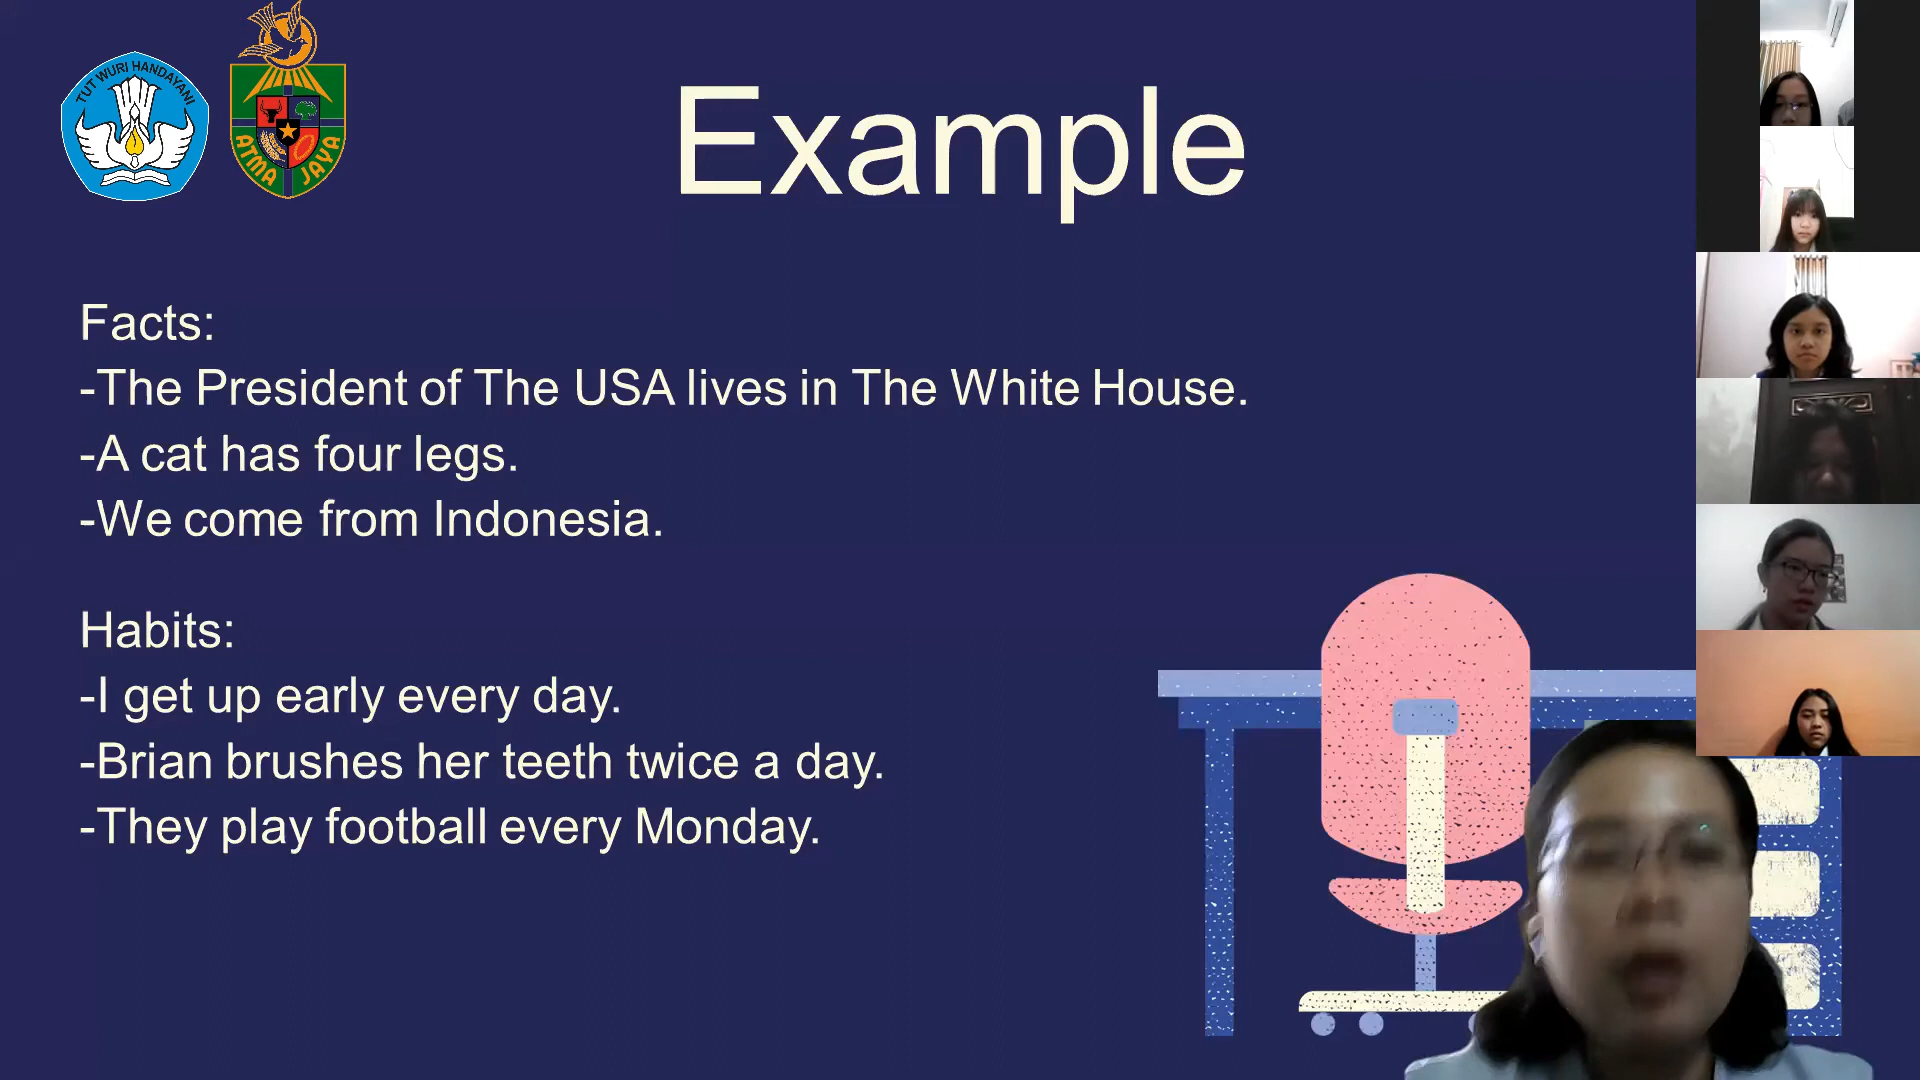 TUT WURI HANDAYANI
ATMA JAYA
Example
Facts:
-The President of The USA lives in The White House.
-A cat has four legs.
-We come from Indonesia.
Habits:
-I get up early every day.
-Brian brushes her teeth twice a day.
-They play football every Monday.